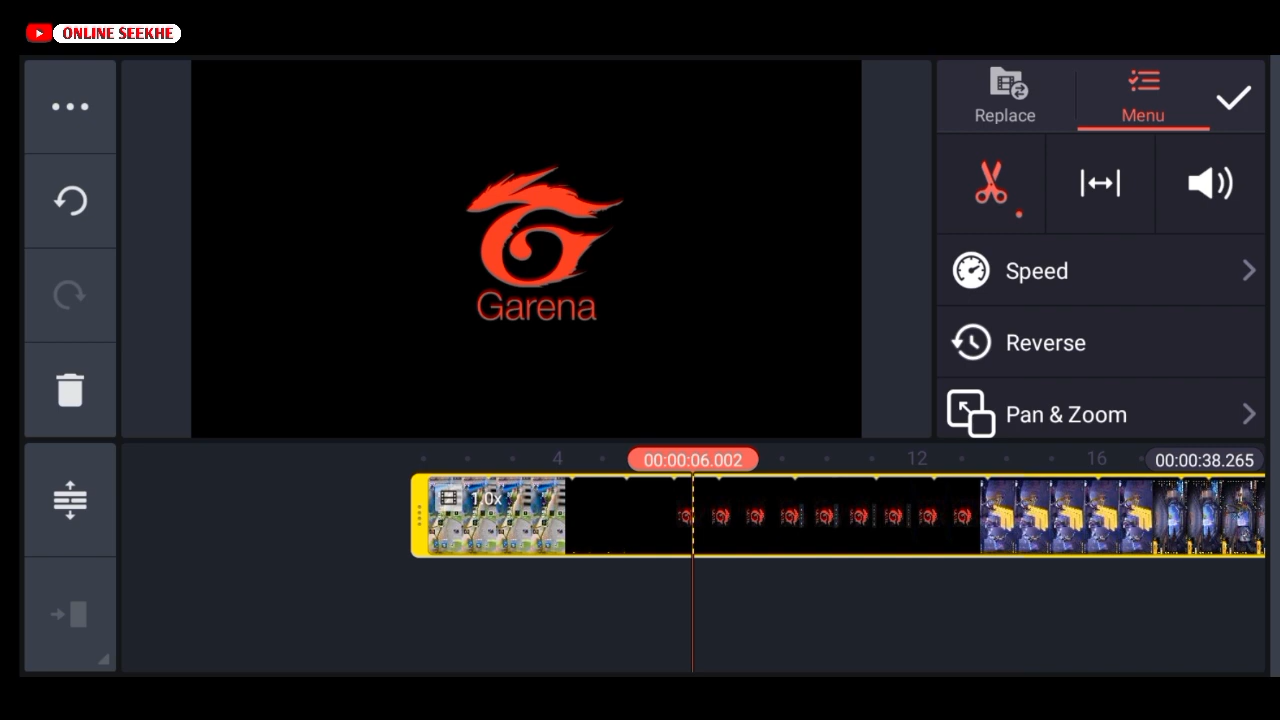 ONLINE SEEKHE
Replace
Menu
Garena
Speed
Reverse
Pan & Zoom
4
00:00:06.002
12
16
00:00:38.265
1.0x